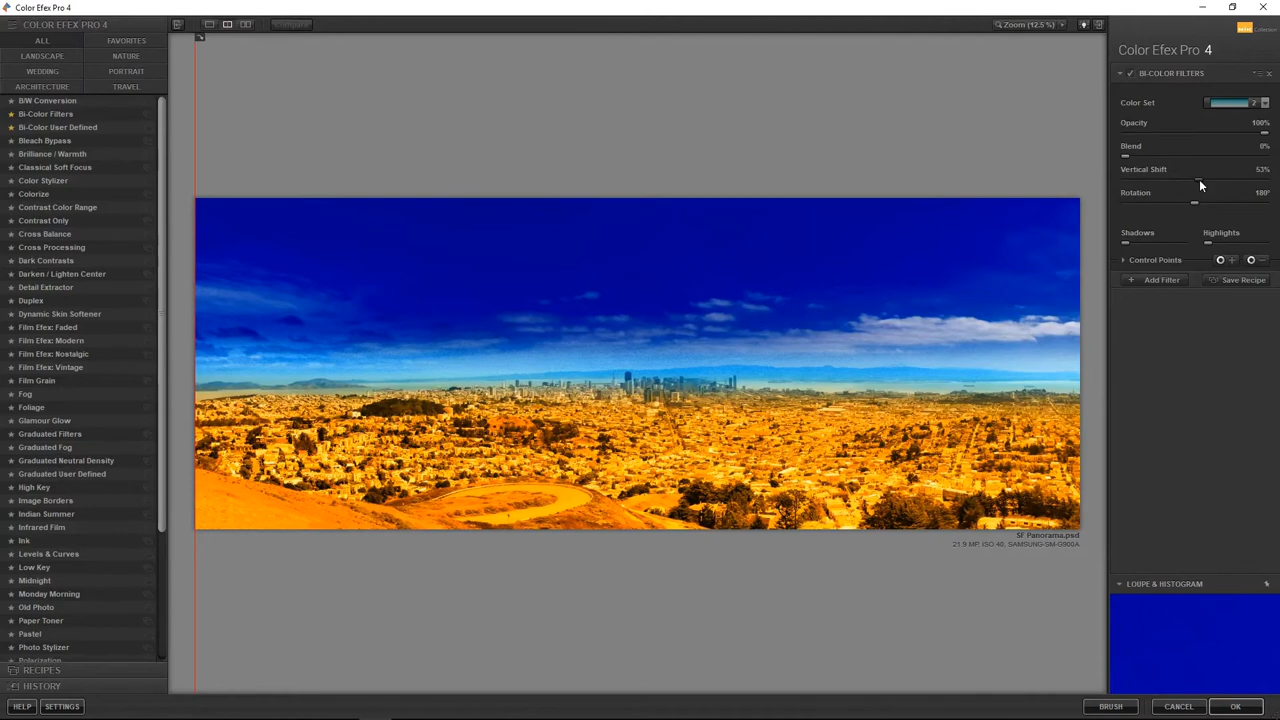 Color Efex Pro 4
COLOR EFEX PRO 4
ALL
FAVORITES
LANDSCAPE
NATURE
WEDDING
PORTRAIT
ARCHITECTURE
TRAVEL
B/W Conversion
Bi-Color Filters
Bi-Color User Defined
Bleach Bypass
Brilliance / Warmth
Classical Soft Focus
Color Stylizer
Colorize
Contrast Color Range
Contrast Only
Cross Balance
Cross Processing
Dark Contrasts
Darken / Lighten Center
Detail Extractor
Duplex
Dynamic Skin Softener
Film Efex: Faded
Film Efex: Modern
Film Efex: Nostalgic
Film Efex: Vintage
Film Grain
Fog
Foliage
Glamour Glow
Graduated Filters
Graduated Fog
Graduated Neutral Density
Graduated User Defined
High Key
Image Borders
Indian Summer
Infrared Film
Ink
Levels & Curves
Low Key
Midnight
Monday Morning
Old Photo
Paper Toner
Pastel
Photo Stylizer
Polarization
RECIPES
HISTORY
HELP
SETTINGS
Compare
Zoom (12.5 %)
SF Panorama.psd
21.9 MP, ISO 40, SAMSUNG-SM-G900A
Collection
Color Efex Pro 4
BI-COLOR FILTERS
Color Set 2
Opacity 100%
Blend 0%
Vertical Shift 53%
Rotation 180°
Shadows Highlights
Control Points
Add Filter
Save Recipe
LOUPE & HISTOGRAM
BRUSH
CANCEL
OK